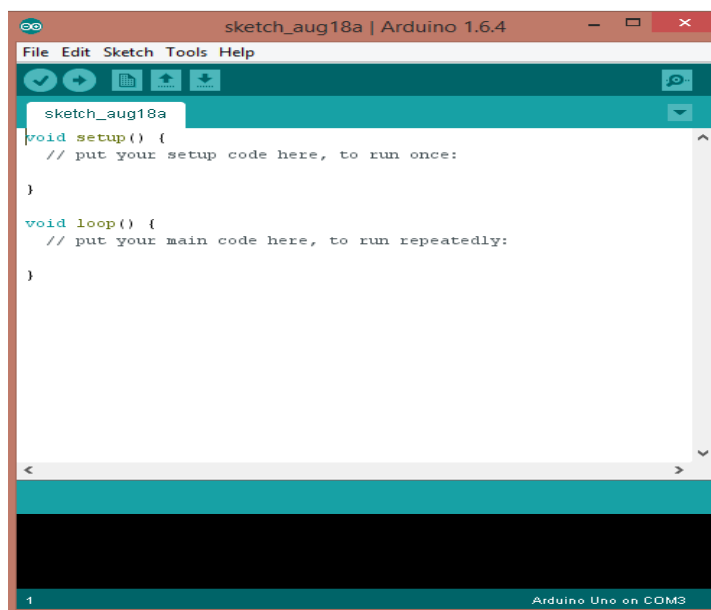 sketch_aug18a | Arduino 1.6.4
File Edit Sketch Tools Help
sketch_aug18a
void setup() {
  // put your setup code here, to run once:
}
void loop() {
  // put your main code here, to run repeatedly:
}
1 Arduino Uno on COM3